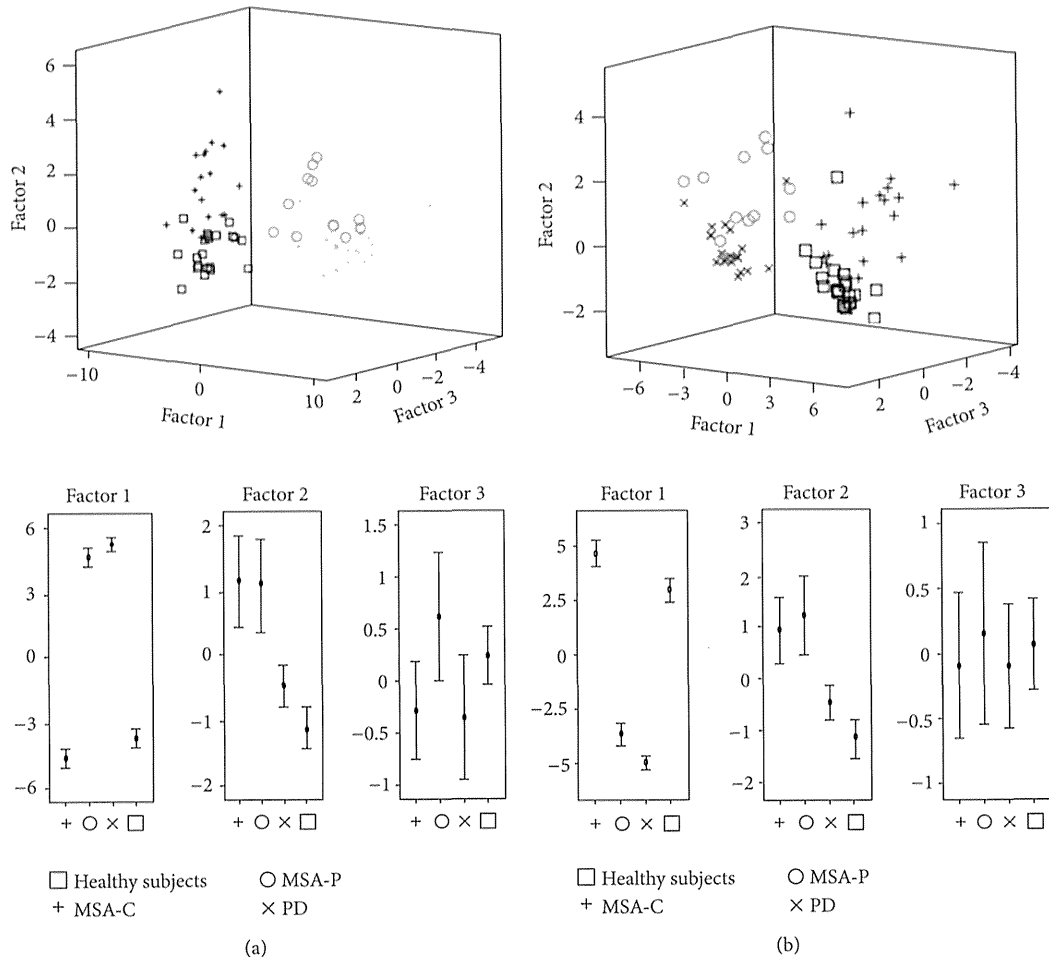 6
4
2
0
−2
−4
Factor 2
−10
0
10
Factor 1
2
0
−2
−4
Factor 3
4
2
0
−2
Factor 2
−6
−3
0
3
6
Factor 1
2
0
−2
−4
Factor 3
Factor 1
6
3
0
−3
−6
Factor 2
2
1
0
−1
−2
Factor 3
1.5
1
0.5
0
−0.5
−1
Factor 1
5
2.5
0
−2.5
−5
Factor 2
3
2
1
0
−1
−2
Factor 3
1
0.5
0
−0.5
−1
Healthy subjects
MSA-P
MSA-C
PD
(a)
Healthy subjects
MSA-P
MSA-C
PD
(b)